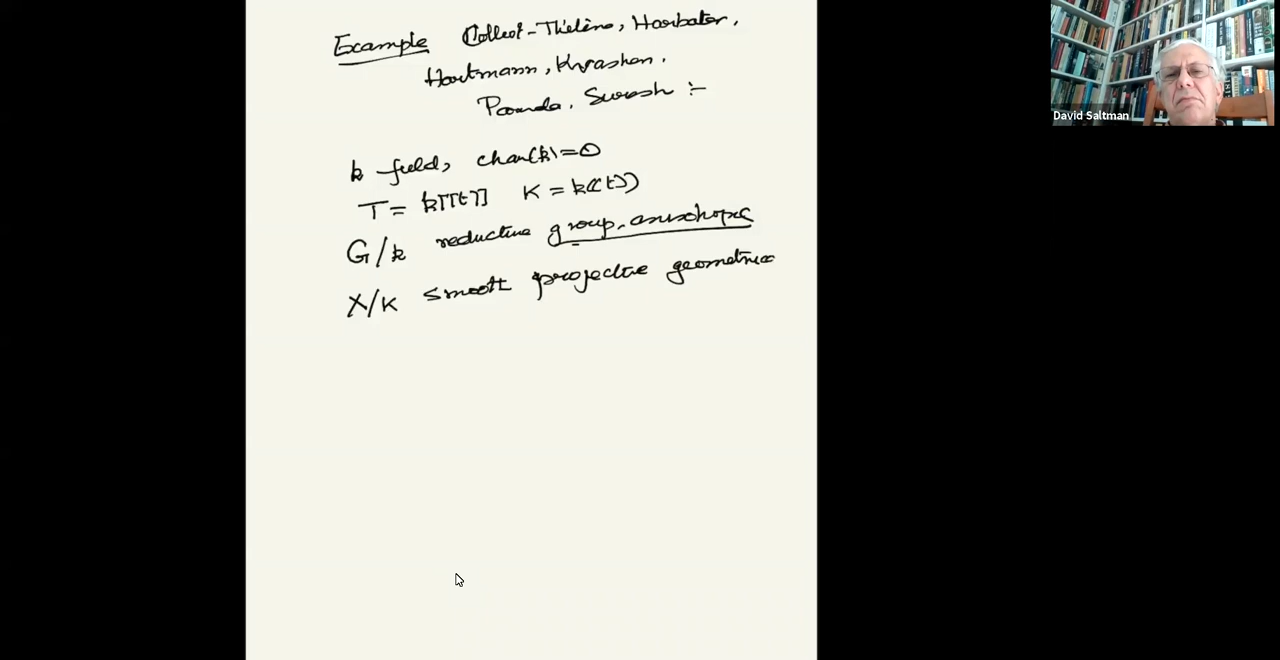 Example Colliot-Thélène, Harbater,
Hartmann, Krashen,
Parimala, Suresh :-
k field, char(k)=0
T = k[[t]] K = k((t))
G/k reductive group, anisotropic
X/K smooth projective geometric
David Saltman